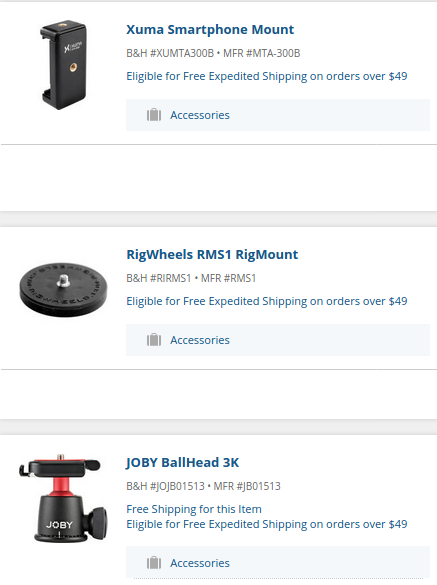 Xuma Smartphone Mount
B&H #XUMTA300B • MFR #MTA-300B
Eligible for Free Expedited Shipping on orders over $49
Accessories
RigWheels RMS1 RigMount
B&H #RIRMS1 • MFR #RMS1
Eligible for Free Expedited Shipping on orders over $49
Accessories
JOBY BallHead 3K
B&H #JOJB01513 • MFR #JB01513
Free Shipping for this Item
Eligible for Free Expedited Shipping on orders over $49
JOBY
Accessories